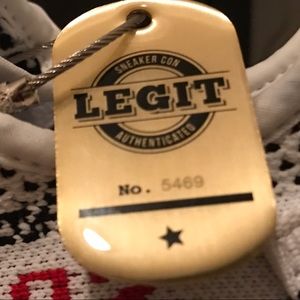 SNEAKER CON
LEGIT
AUTHENTICATED
No. 5469